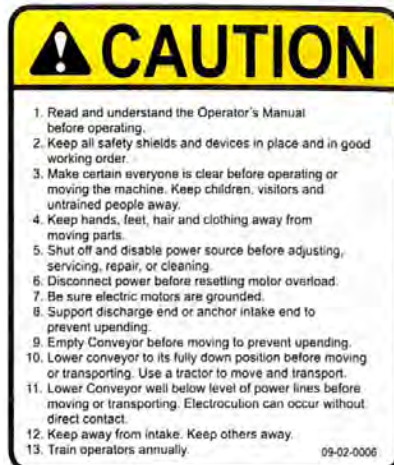 CAUTION
1. Read and understand the Operator's Manual
before operating.
2. Keep all safety shields and devices in place and in good
working order.
3. Make certain everyone is clear before operating or
moving the machine. Keep children, visitors and
untrained people away.
4. Keep hands, feet, hair and clothing away from
moving parts.
5. Shut off and disable power source before adjusting,
servicing, repair, or cleaning.
6. Disconnect power before resetting motor overload.
7. Be sure electric motors are grounded.
8. Support discharge end or anchor intake end to
prevent upending.
9. Empty Conveyor before moving to prevent upending.
10. Lower conveyor to its fully down position before moving
or transporting. Use a tractor to move and transport.
11. Lower Conveyor well below level of power lines before
moving or transporting. Electrocution can occur without
direct contact.
12. Keep away from intake. Keep others away.
13. Train operators annually. 09-02-0006